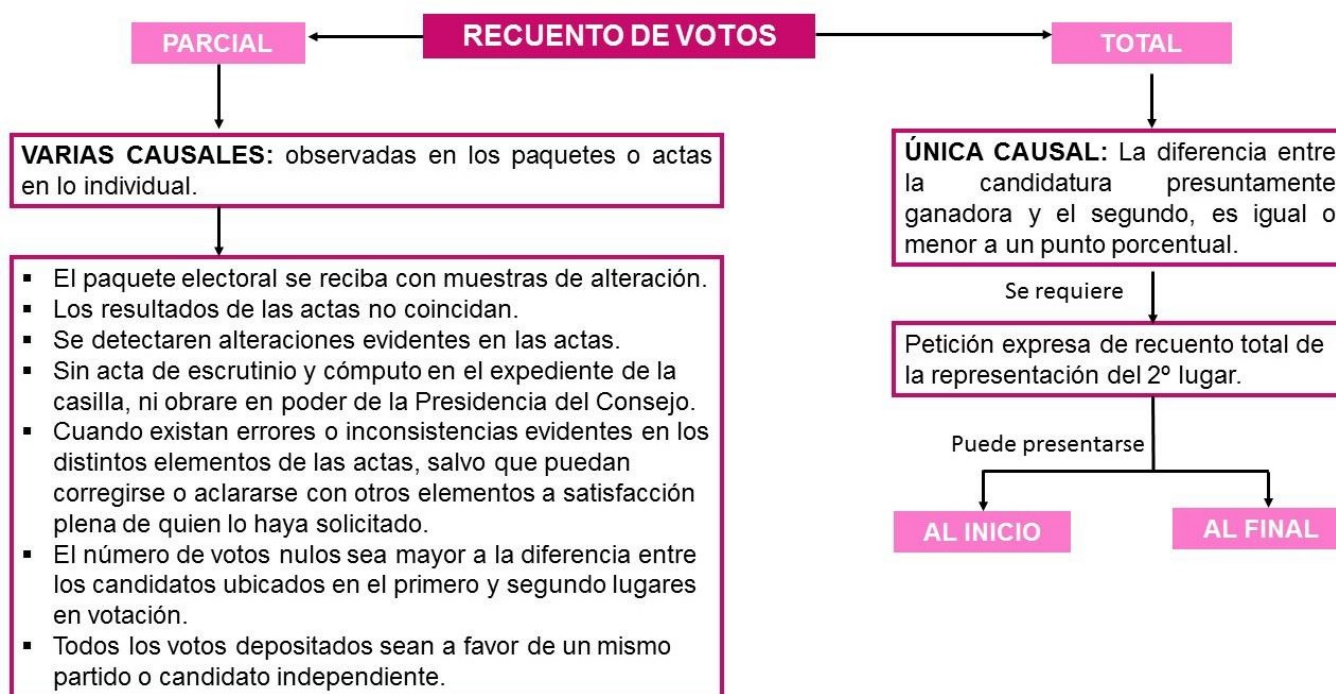 RECUENTO DE VOTOS
PARCIAL
VARIAS CAUSALES: observadas en los paquetes o actas
en lo individual.
▪ El paquete electoral se reciba con muestras de alteración.
▪ Los resultados de las actas no coincidan.
▪ Se detectaren alteraciones evidentes en las actas.
▪ Sin acta de escrutinio y cómputo en el expediente de la
casilla, ni obrare en poder de la Presidencia del Consejo.
▪ Cuando existan errores o inconsistencias evidentes en los
distintos elementos de las actas, salvo que puedan
corregirse o aclararse con otros elementos a satisfacción
plena de quien lo haya solicitado.
▪ El número de votos nulos sea mayor a la diferencia entre
los candidatos ubicados en el primero y segundo lugares
en votación.
▪ Todos los votos depositados sean a favor de un mismo
partido o candidato independiente.
TOTAL
ÚNICA CAUSAL: La diferencia entre
la candidatura presuntamente
ganadora y el segundo, es igual o
menor a un punto porcentual.
Se requiere
Petición expresa de recuento total de
la representación del 2º lugar.
Puede presentarse
AL INICIO
AL FINAL